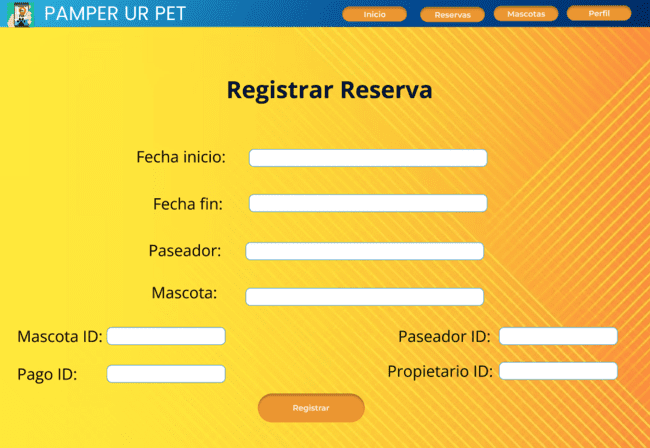 PAMPER UR PET
Inicio
Reservas
Mascotas
Perfil
Registrar Reserva
Fecha inicio:
Fecha fin:
Paseador:
Mascota:
Mascota ID:
Paseador ID:
Pago ID:
Propietario ID:
Registrar